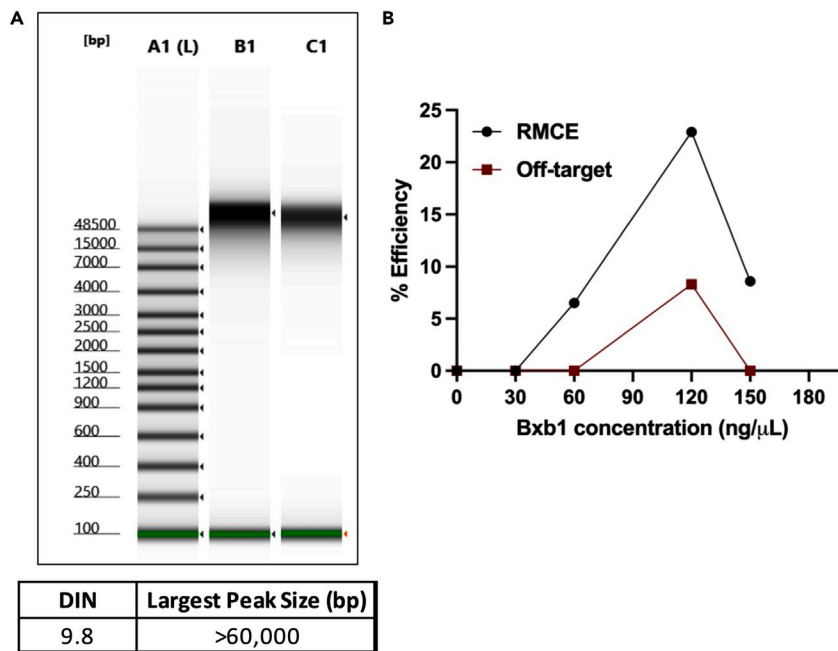 A
[bp] A1 (L) B1 C1
48500
15000
7000
4000
3000
2500
2000
1500
1200
900
600
400
250
100
DIN Largest Peak Size (bp)
9.8 >60,000
B
25
20
15
10
5
0
% Efficiency
RMCE
Off-target
0 30 60 90 120 150 180
Bxb1 concentration (ng/μL)